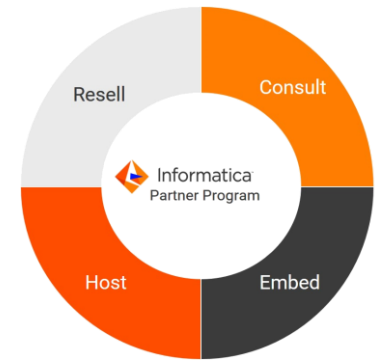 Resell
Consult
Informatica
Partner Program
Host
Embed